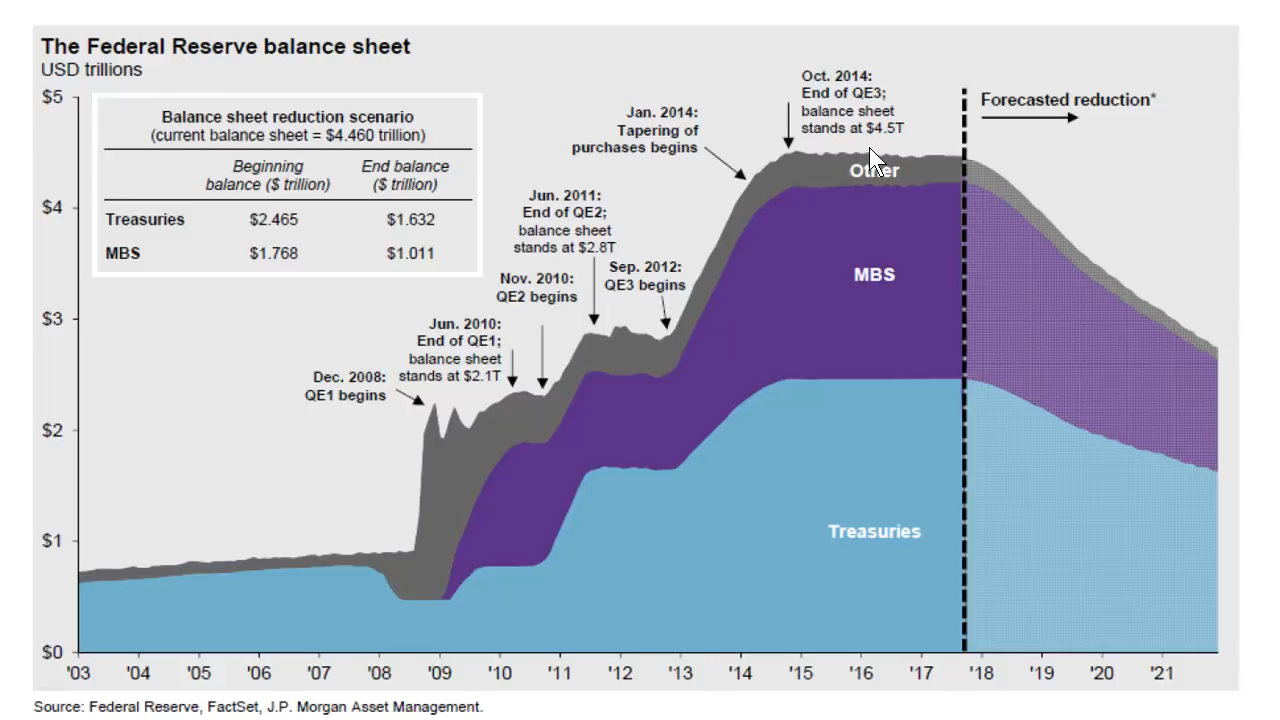 The Federal Reserve balance sheet
USD trillions
$5
$4
$3
$2
$1
$0
Balance sheet reduction scenario
(current balance sheet = $4.460 trillion)
Beginning
balance ($ trillion)
End balance
($ trillion)
Treasuries $2.465 $1.632
MBS $1.768 $1.011
Dec. 2008:
QE1 begins
Jun. 2010:
End of QE1;
balance sheet
stands at $2.1T
Nov. 2010:
QE2 begins
Jun. 2011:
End of QE2;
balance sheet
stands at $2.8T
Sep. 2012:
QE3 begins
Jan. 2014:
Tapering of
purchases begins
Oct. 2014:
End of QE3;
balance sheet
stands at $4.5T
Forecasted reduction*
Other
MBS
Treasuries
'03 '04 '05 '06 '07 '08 '09 '10 '11 '12 '13 '14 '15 '16 '17 '18 '19 '20 '21
Source: Federal Reserve, FactSet, J.P. Morgan Asset Management.